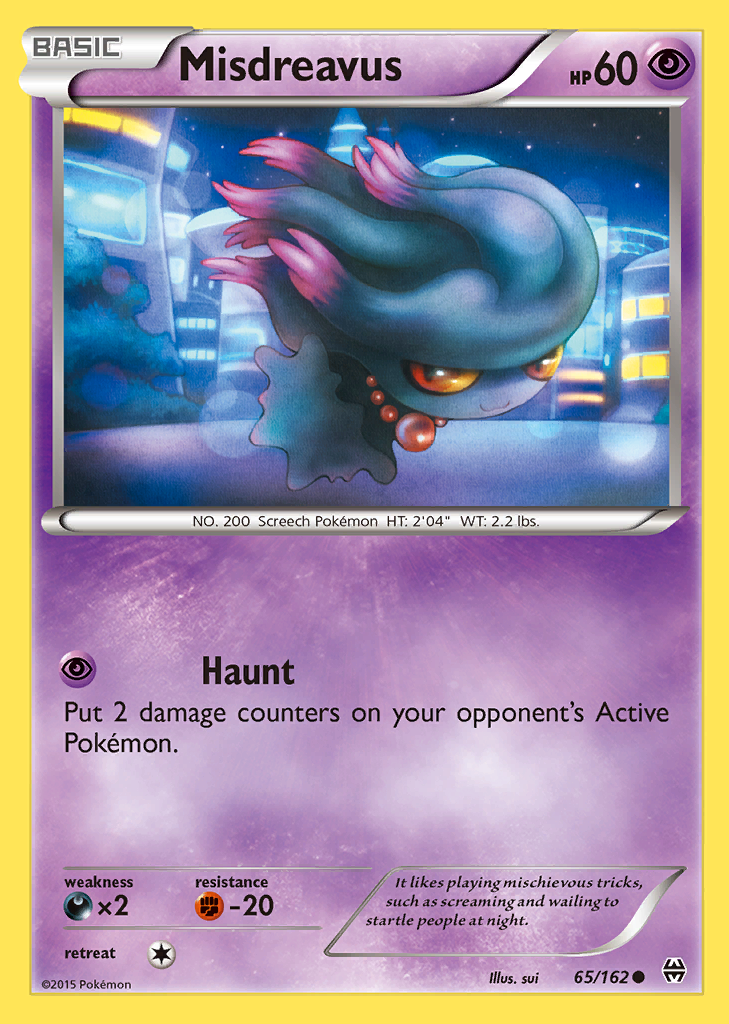 BASIC
Misdreavus
HP60
NO. 200 Screech Pokémon HT: 2'04" WT: 2.2 lbs.
Haunt
Put 2 damage counters on your opponent's Active
Pokémon.
weakness
×2
resistance
-20
It likes playing mischievous tricks,
such as screaming and wailing to
startle people at night.
retreat
©2015 Pokémon
Illus. sui
65/162